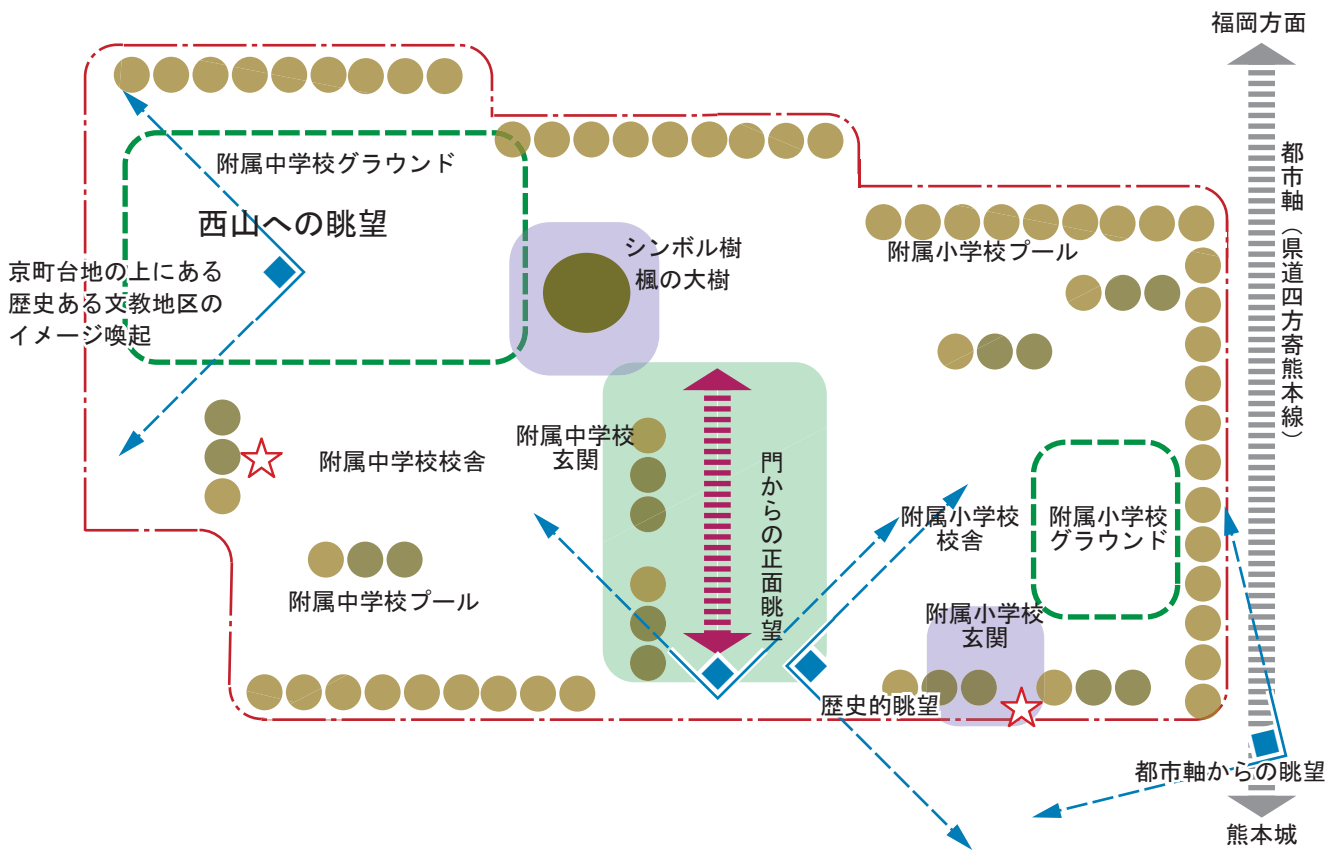 福岡方面
都市軸（県道四方寄熊本線）
附属中学校グラウンド
西山への眺望
京町台地の上にある
歴史ある文教地区の
イメージ喚起
シンボル樹
楓の大樹
附属小学校プール
附属中学校
玄関
附属中学校校舎
門からの正面眺望
附属小学校
校舎
附属小学校
グラウンド
附属中学校プール
附属小学校
玄関
歴史的眺望
都市軸からの眺望
熊本城